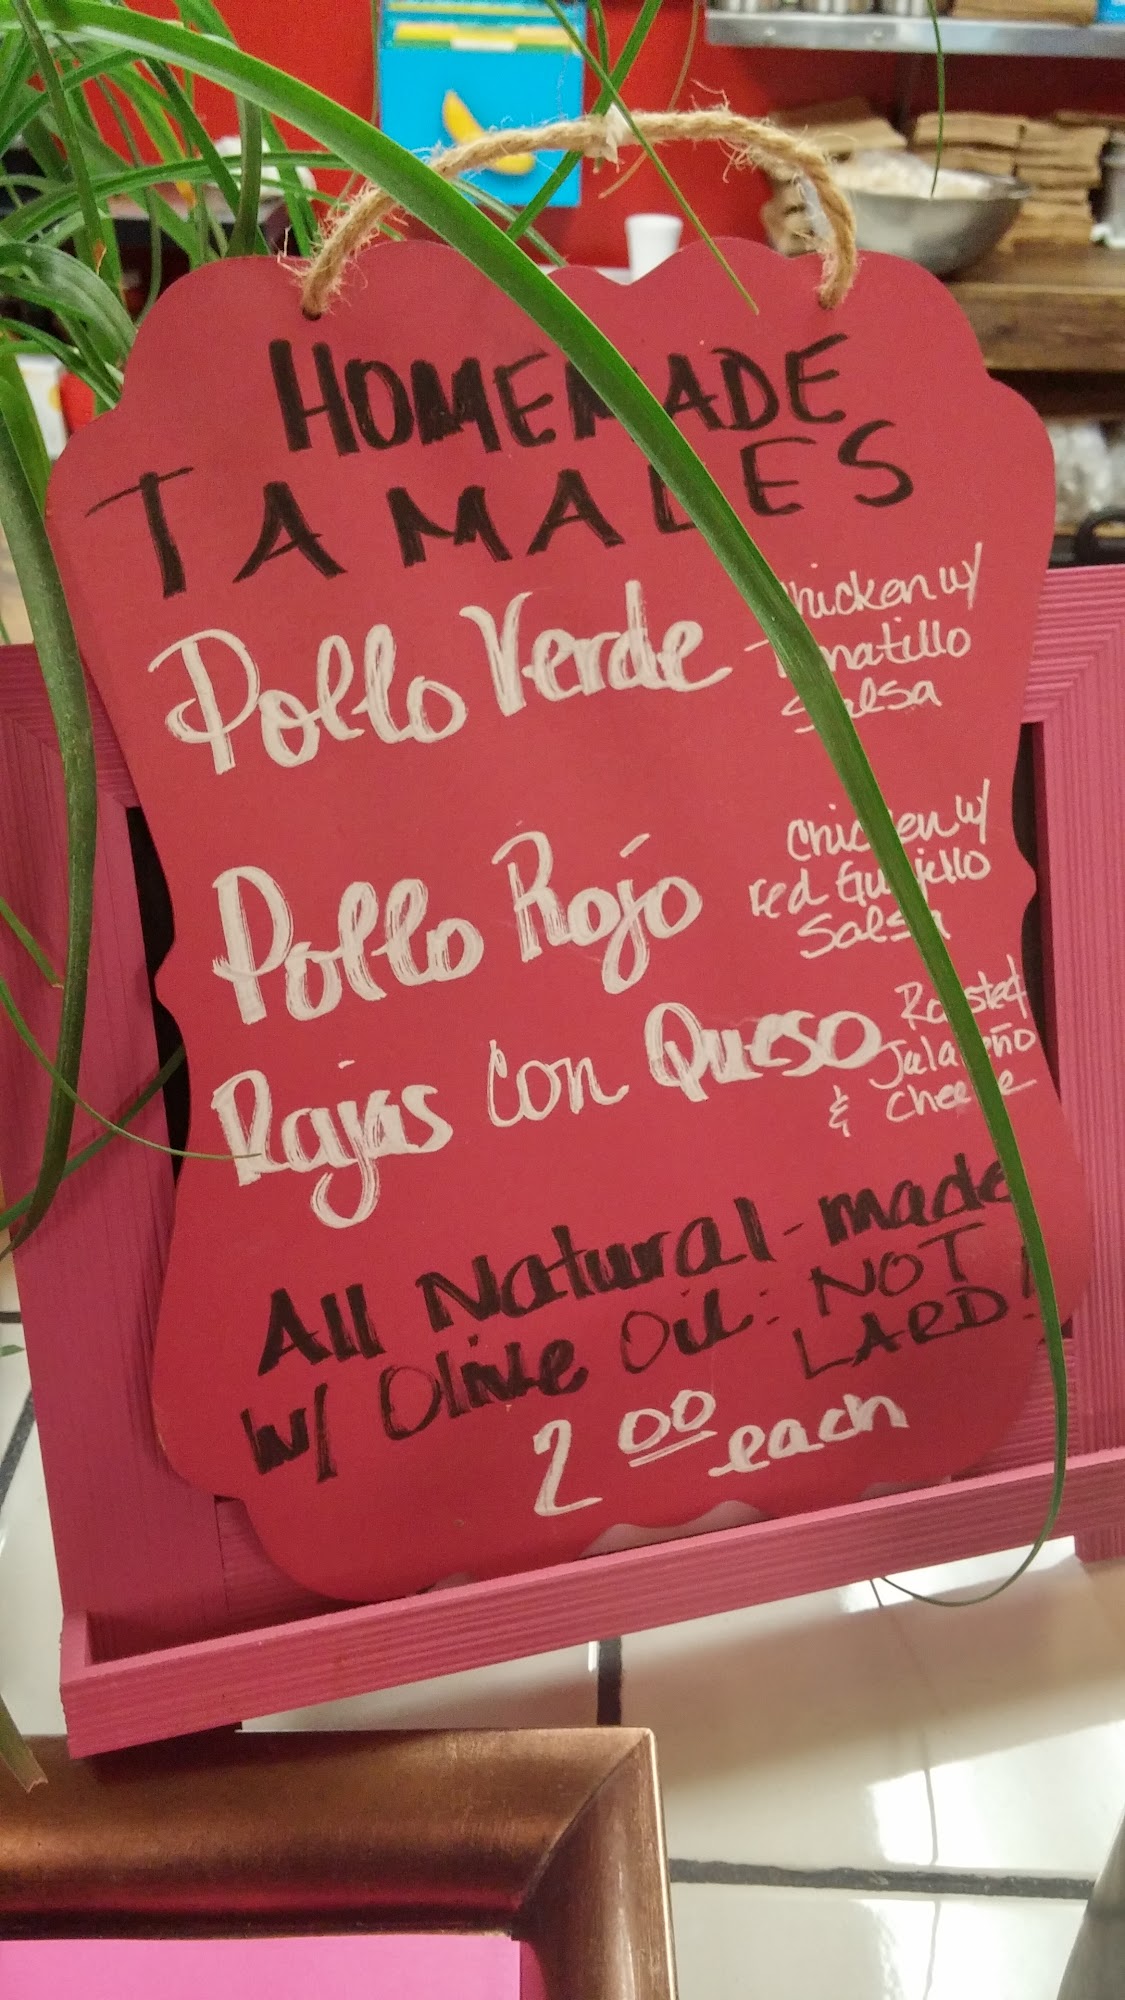 HOMEMADE
TAMALES
Pollo Verde
Chicken w/
Tomatillo
Salsa
Pollo Rojo
Chicken w/
red Guajillo
Salsa
Rajas con Queso
Roasted
Jalapeño
& cheese
All Natural - made
w/ Olive Oil: NOT
LARD!
2 00 each